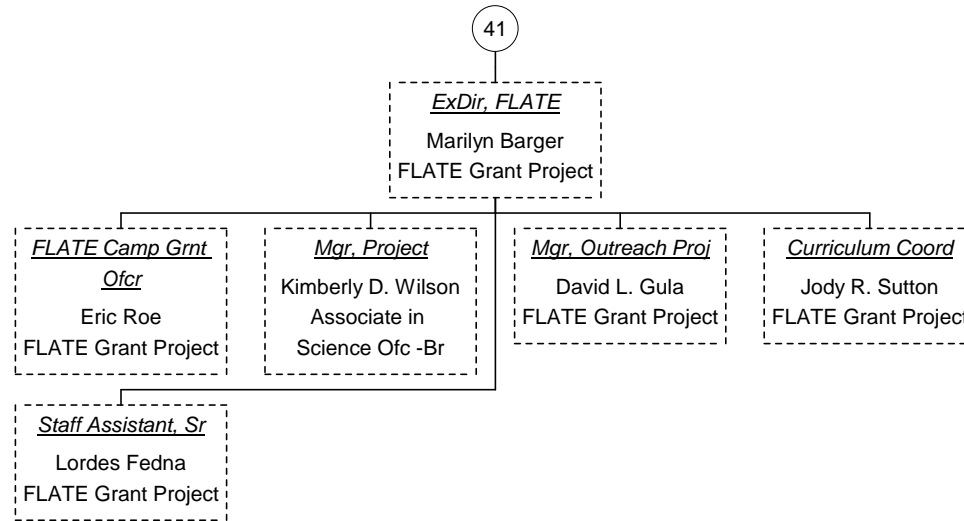 41
ExDir, FLATE
Marilyn Barger
FLATE Grant Project
FLATE Camp Grnt
Ofcr
Eric Roe
FLATE Grant Project
Mgr, Project
Kimberly D. Wilson
Associate in
Science Ofc -Br
Mgr, Outreach Proj
David L. Gula
FLATE Grant Project
Curriculum Coord
Jody R. Sutton
FLATE Grant Project
Staff Assistant, Sr
Lordes Fedna
FLATE Grant Project